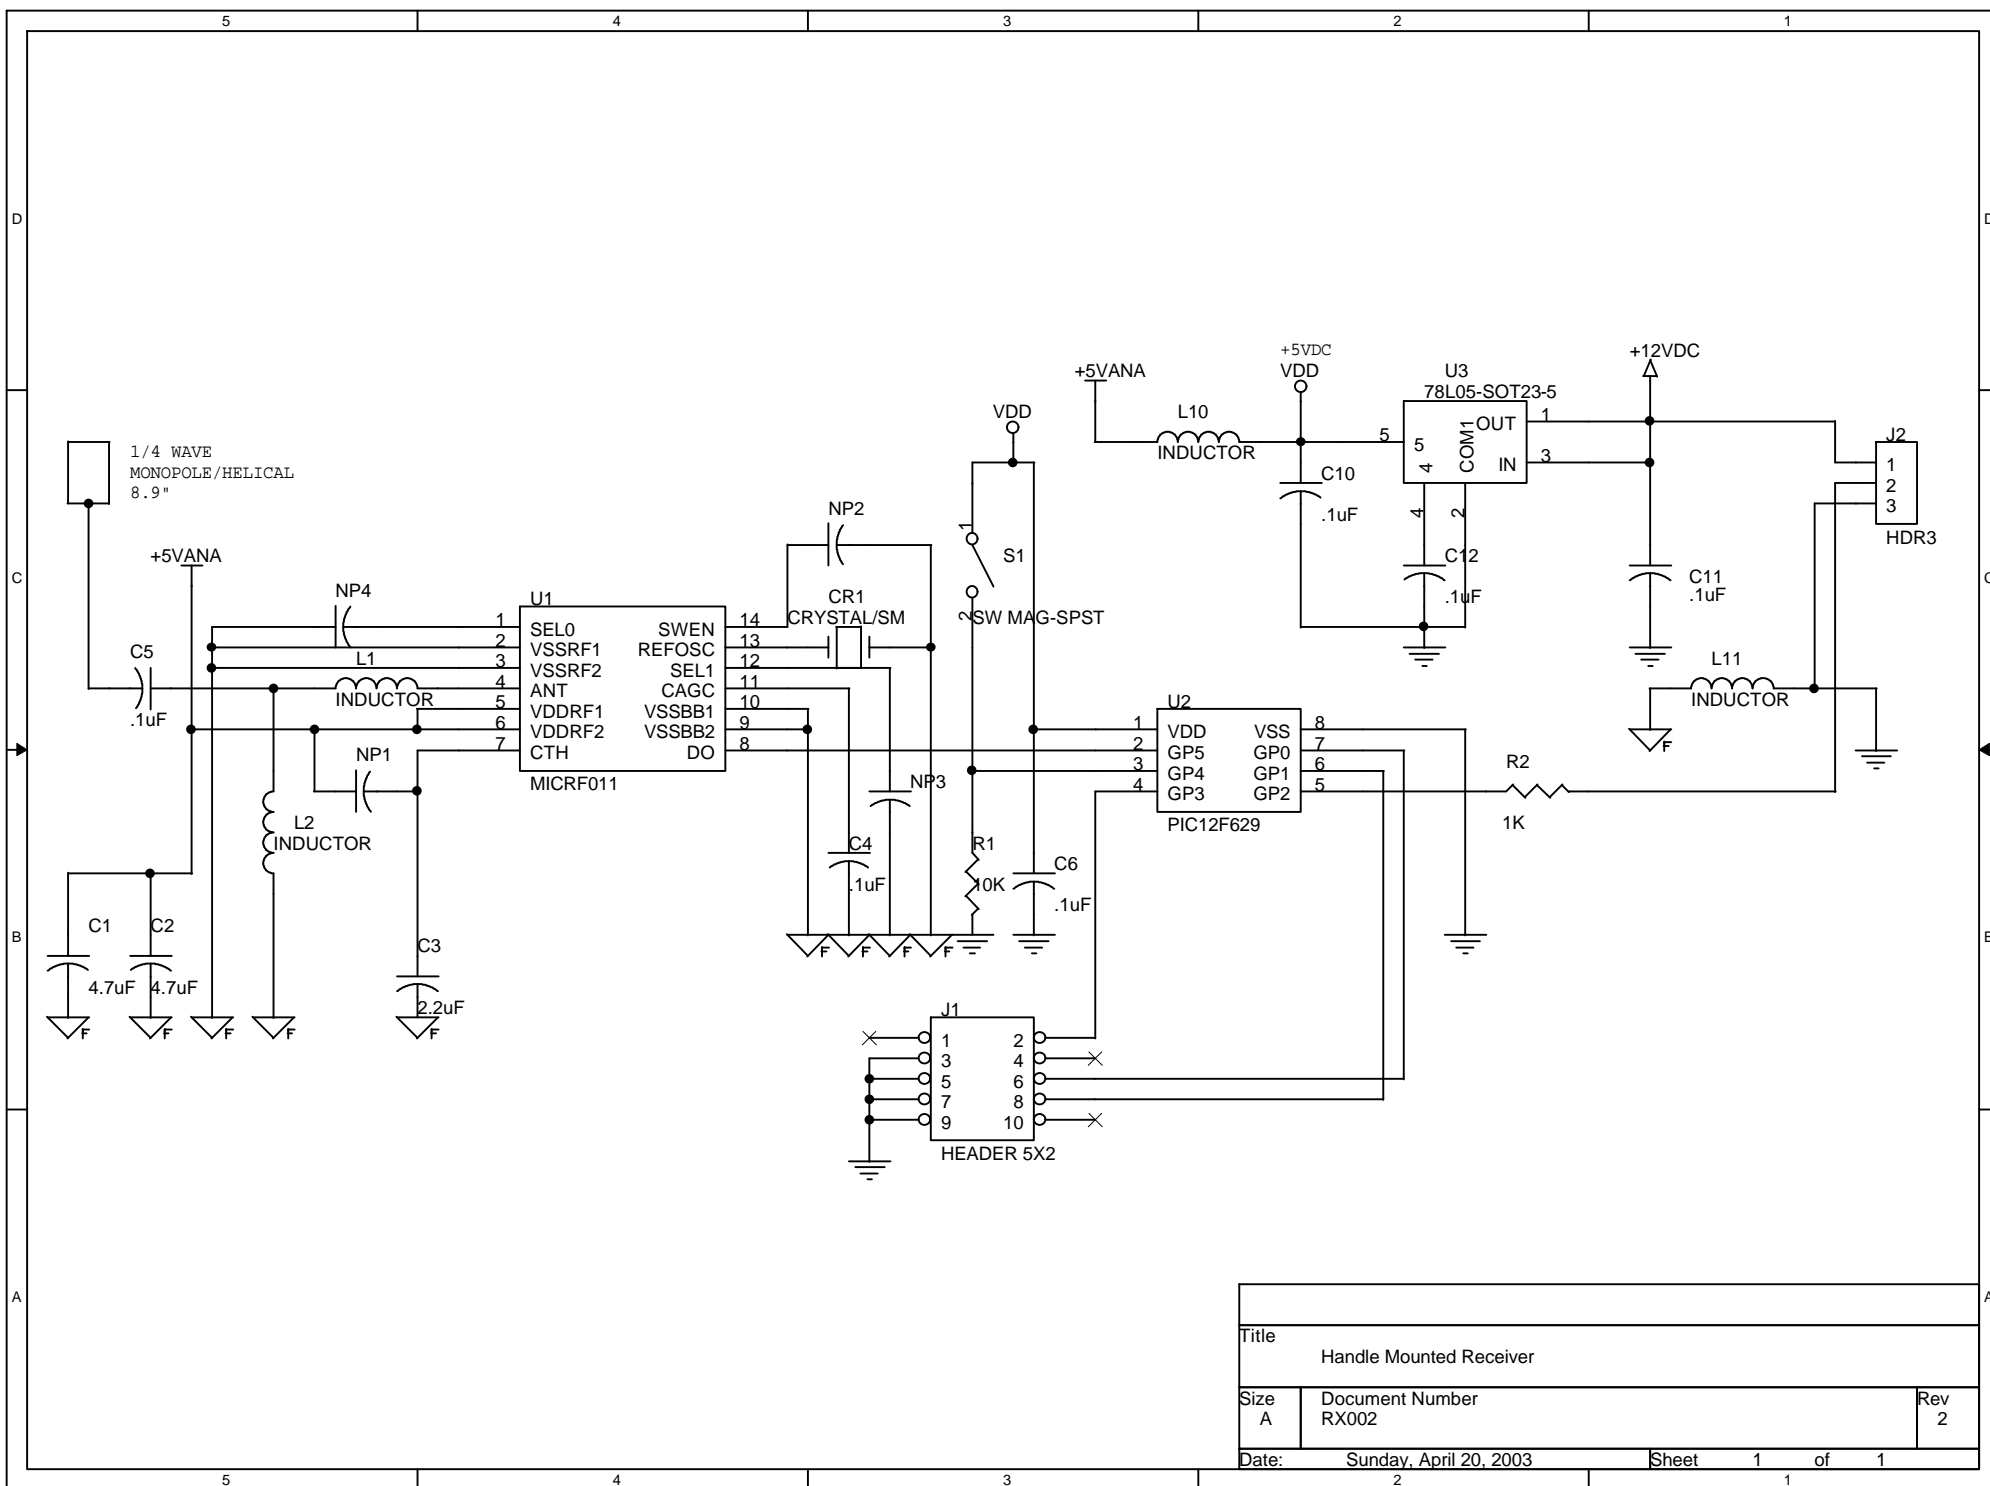 5 4 3 2 1
D D
C C
B B
A A
+5VANA
L10
INDUCTOR
+5VDC
VDD
U3
78L05-SOT23-5
5 5 4 COM1 OUT IN 1 3
4 2
+12VDC
J2
1
2
3
HDR3
C10
.1uF
C12
.1uF
C11
.1uF
L11
INDUCTOR
F
VDD
1
S1
2
SW MAG-SPST
1/4 WAVE
MONOPOLE/HELICAL
8.9"
+5VANA
NP4
C5
.1uF
L1
INDUCTOR
NP1
L2
INDUCTOR
C1
4.7uF
C2
4.7uF
C3
2.2uF
F F F F F
U1
1 SEL0 SWEN 14
2 VSSRF1 REFOSC 13
3 VSSRF2 SEL1 12
4 ANT CAGC 11
5 VDDRF1 VSSBB1 10
6 VDDRF2 VSSBB2 9
7 CTH DO 8
MICRF011
NP2
CR1
CRYSTAL/SM
NP3
C4
.1uF
R1
10K
C6
.1uF
F F F F
U2
1 VDD VSS 8
2 GP5 GP0 7
3 GP4 GP1 6
4 GP3 GP2 5
PIC12F629
R2
1K
J1
1 2
3 4
5 6
7 8
9 10
HEADER 5X2
Title
Handle Mounted Receiver
Size Document Number Rev
A RX002 2
Date: Sunday, April 20, 2003 Sheet 1 of 1
5 4 3 2 1